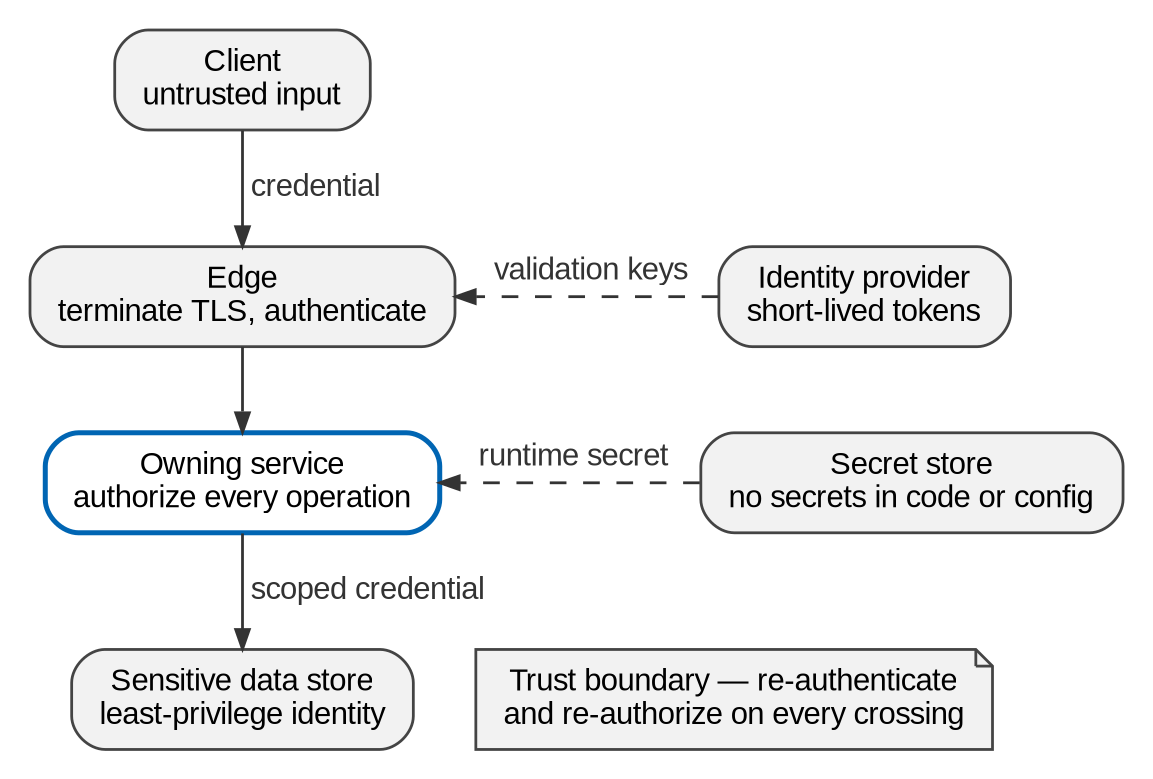 Client
untrusted input
credential
Edge
terminate TLS, authenticate
validation keys
Identity provider
short-lived tokens
Owning service
authorize every operation
runtime secret
Secret store
no secrets in code or config
scoped credential
Sensitive data store
least-privilege identity
Trust boundary — re-authenticate
and re-authorize on every crossing